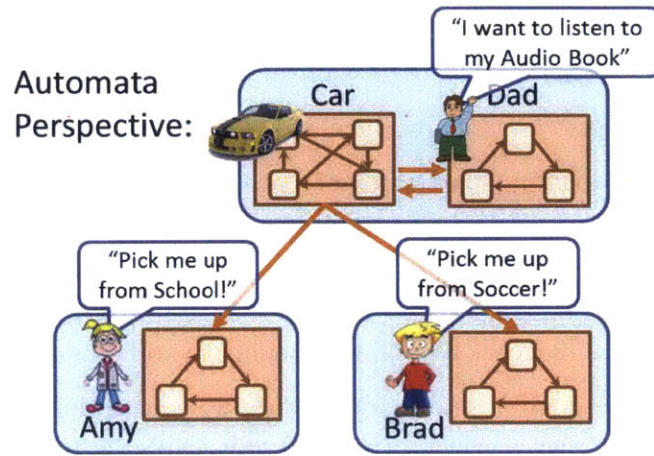 "I want to listen to
my Audio Book"
Automata
Perspective:
Car
Dad
"Pick me up
from School!"
"Pick me up
from Soccer!"
Amy
Brad